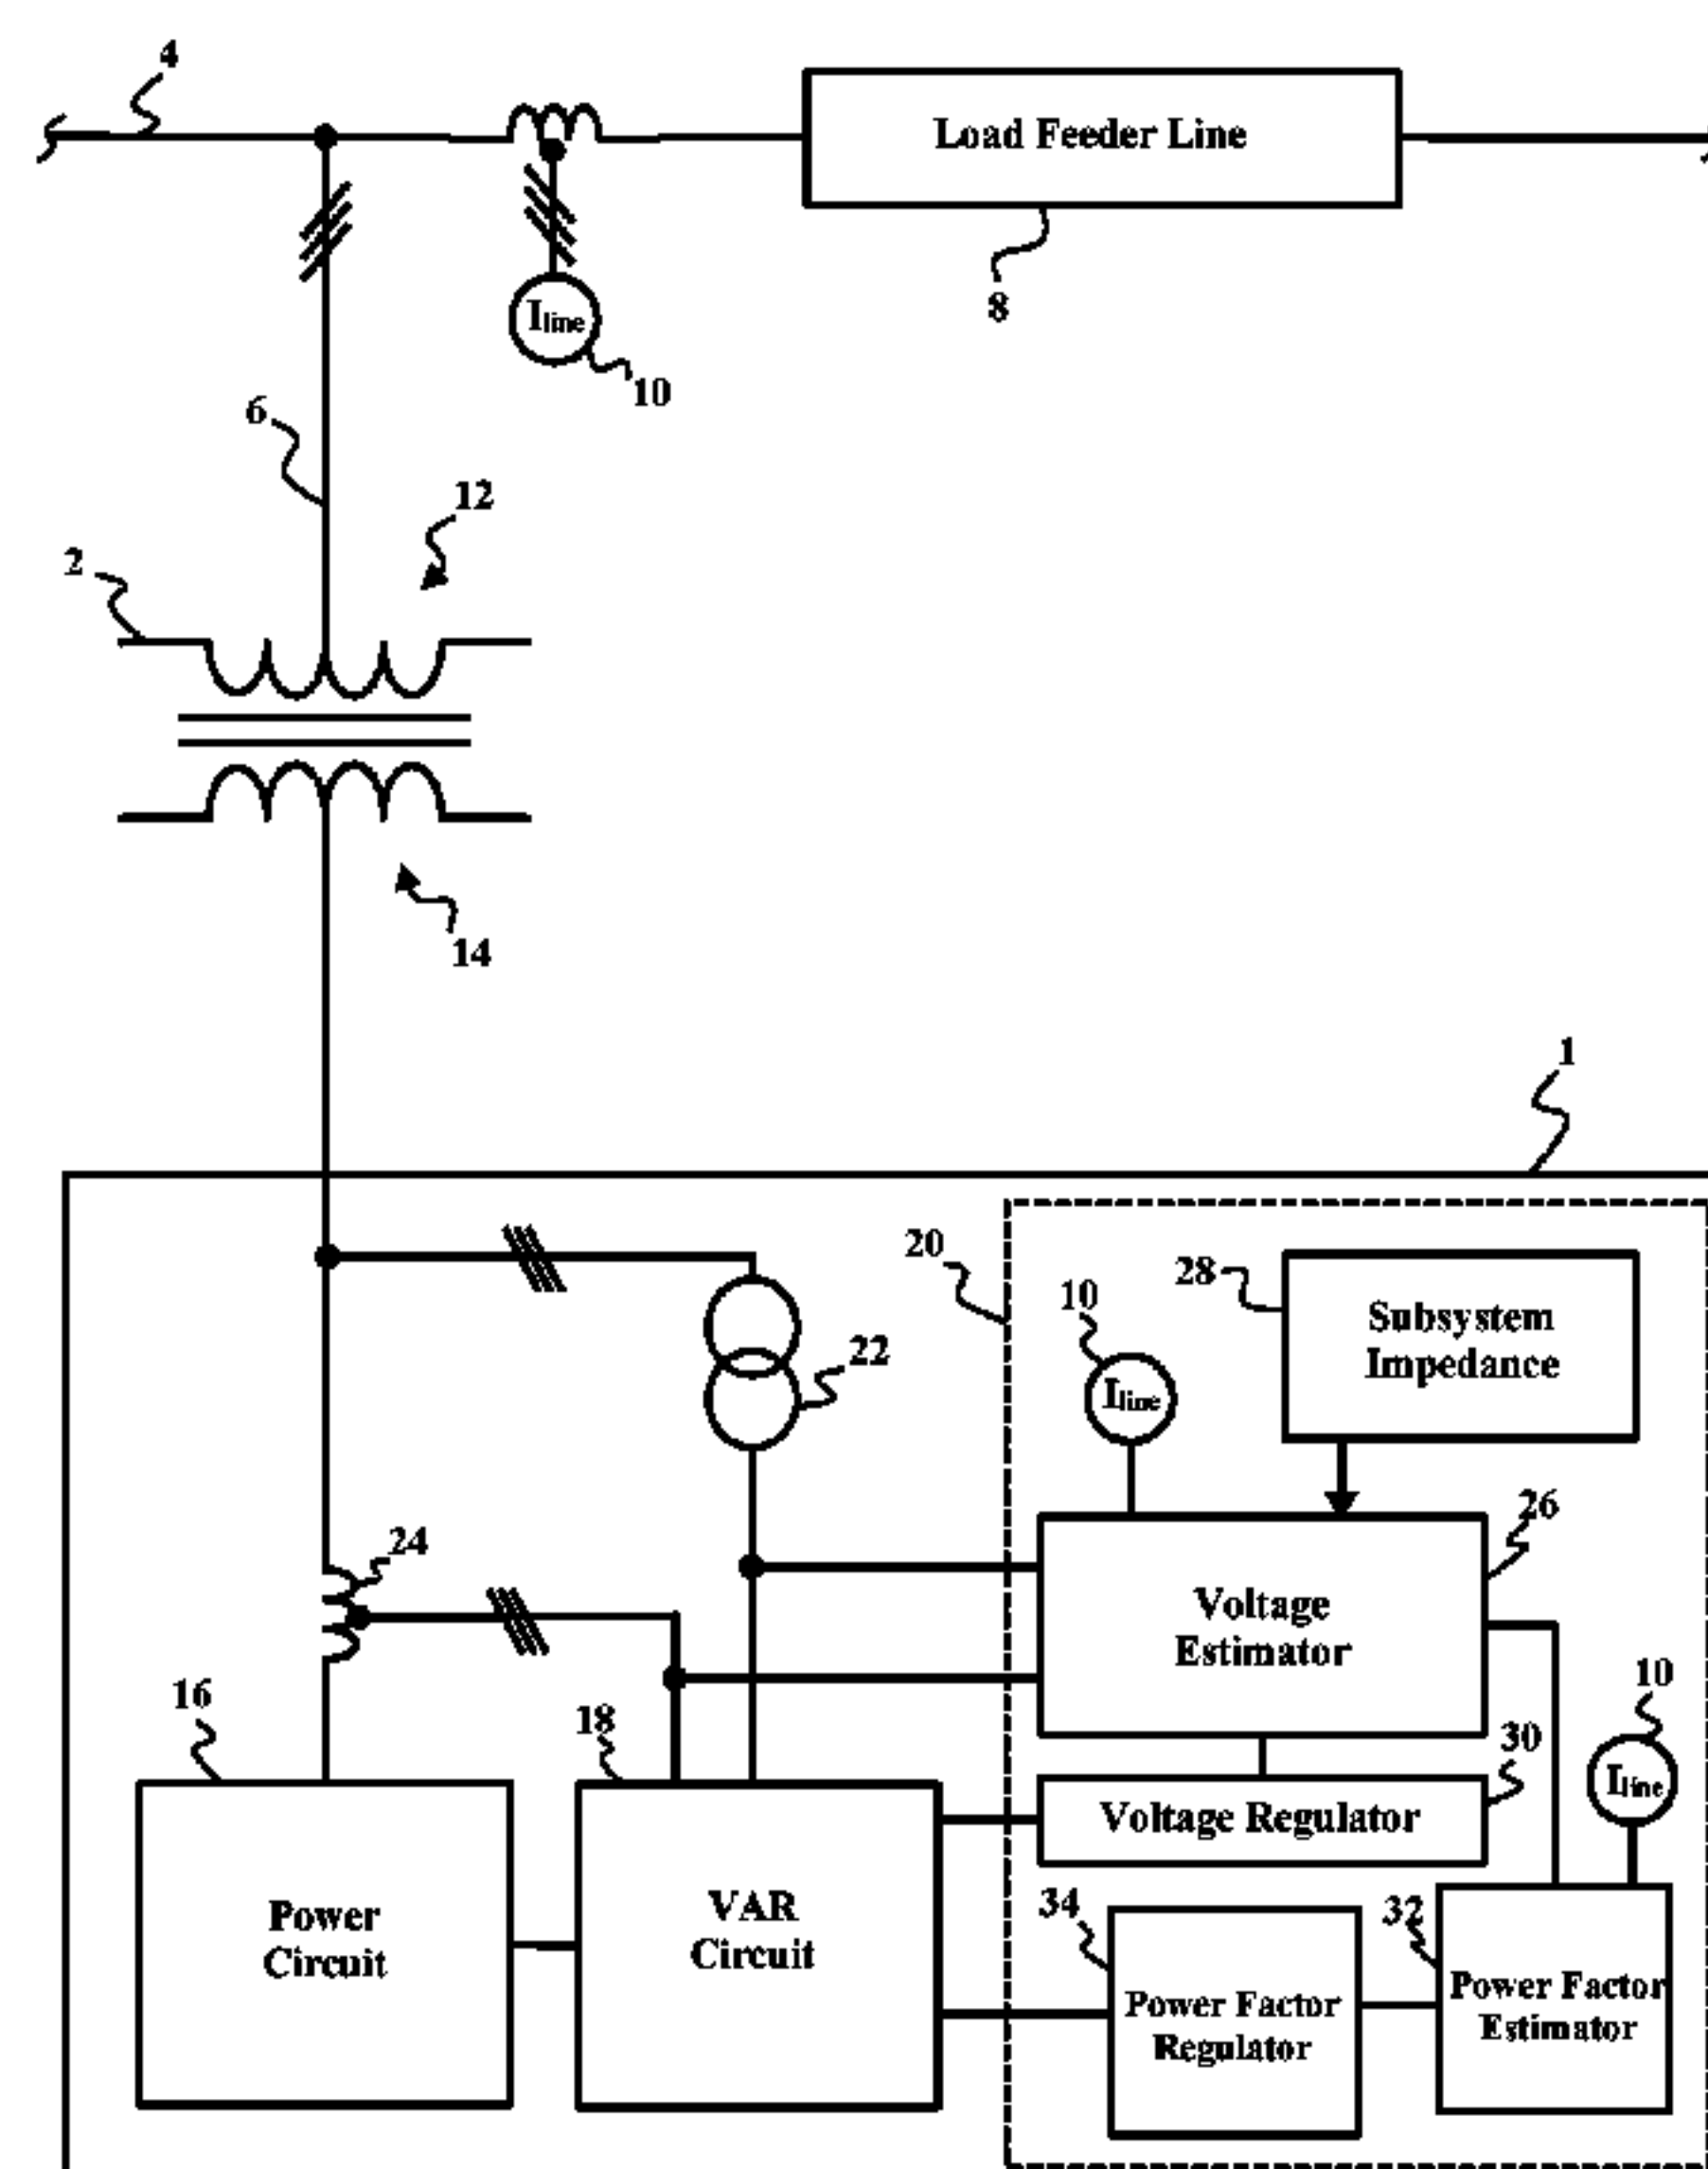 4
Load Feeder Line
8
Iline
10
6
12
2
14
1
20
28
10
Subsystem
Impedance
22
Iline
26
24
Voltage
Estimator
10
16
18
30
Iline
Voltage Regulator
34
32
Power
Circuit
VAR
Circuit
Power Factor
Regulator
Power Factor
Estimator